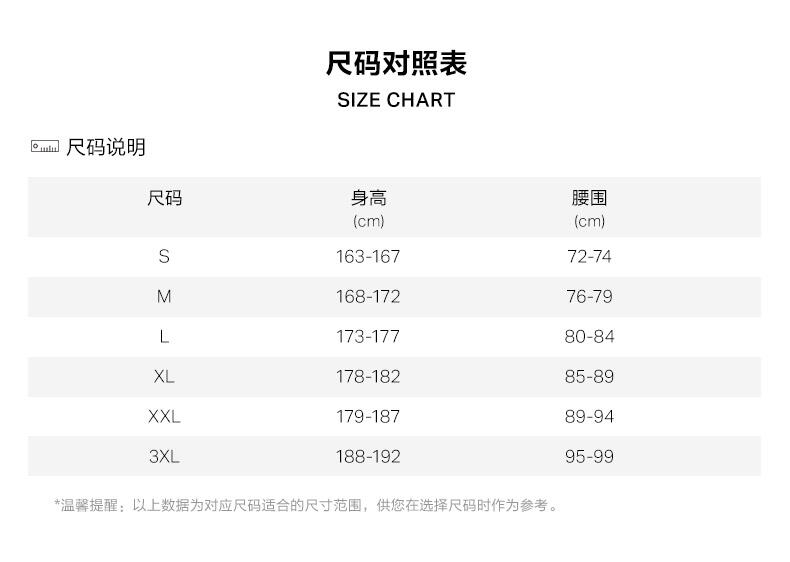 尺码对照表
SIZE CHART
尺码说明
尺码 身高 腰围
(cm) (cm)
S 163-167 72-74
M 168-172 76-79
L 173-177 80-84
XL 178-182 85-89
XXL 179-187 89-94
3XL 188-192 95-99
*温馨提醒：以上数据为对应尺码适合的尺寸范围，供您在选择尺码时作为参考。